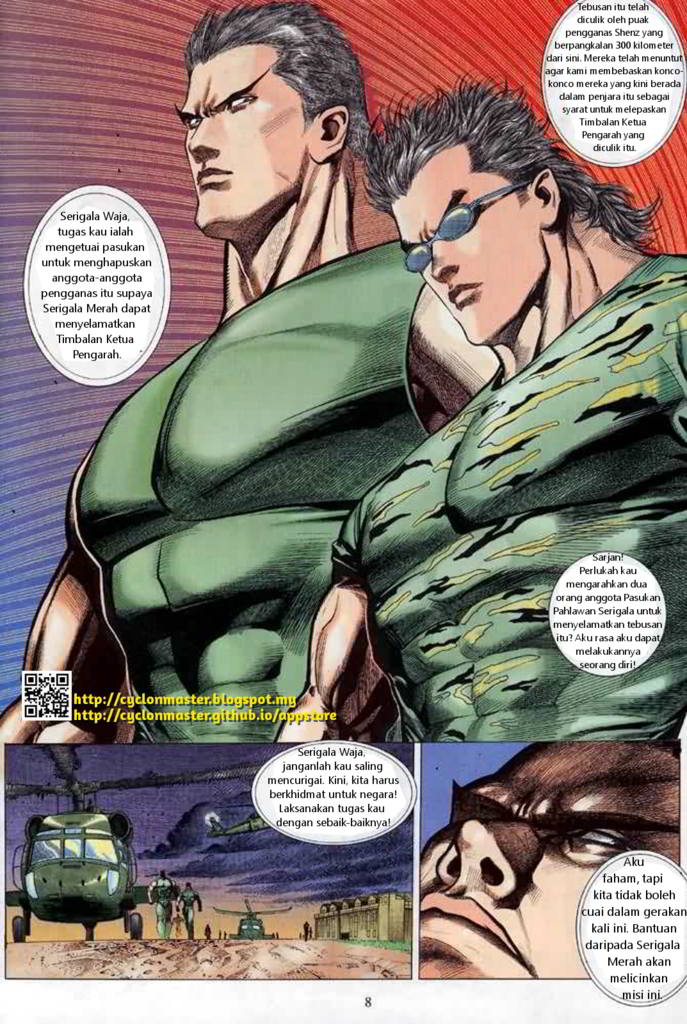 Tebusan itu telah
diculik oleh puak
pengganas Shenz yang
berpangkalan 300 kilometer
dari sini. Mereka telah menuntut
agar kami membebaskan konco-
konco mereka yang kini berada
dalam penjara itu sebagai
syarat untuk melepaskan
Timbalan Ketua
Pengarah yang
diculik itu.
Serigala Waja,
tugas kau ialah
mengetuai pasukan
untuk menghapuskan
anggota-anggota
pengganas itu supaya
Serigala Merah dapat
menyelamatkan
Timbalan Ketua
Pengarah.
Sarjan!
Perlukah kau
mengarahkan dua
orang anggota Pasukan
Pahlawan Serigala untuk
menyelamatkan tebusan
itu? Aku rasa aku dapat
melakukannya
seorang diri!
http://cyclonmaster.blogspot.my
http://cyclonmaster.github.io/appstore
Serigala Waja,
janganlah kau saling
mencurigai. Kini, kita harus
berkhidmat untuk negara!
Laksanakan tugas kau
dengan sebaik-baiknya!
Aku
faham, tapi
kita tidak boleh
cuai dalam gerakan
kali ini. Bantuan
daripada Serigala
Merah akan
melicinkan
misi ini.
8